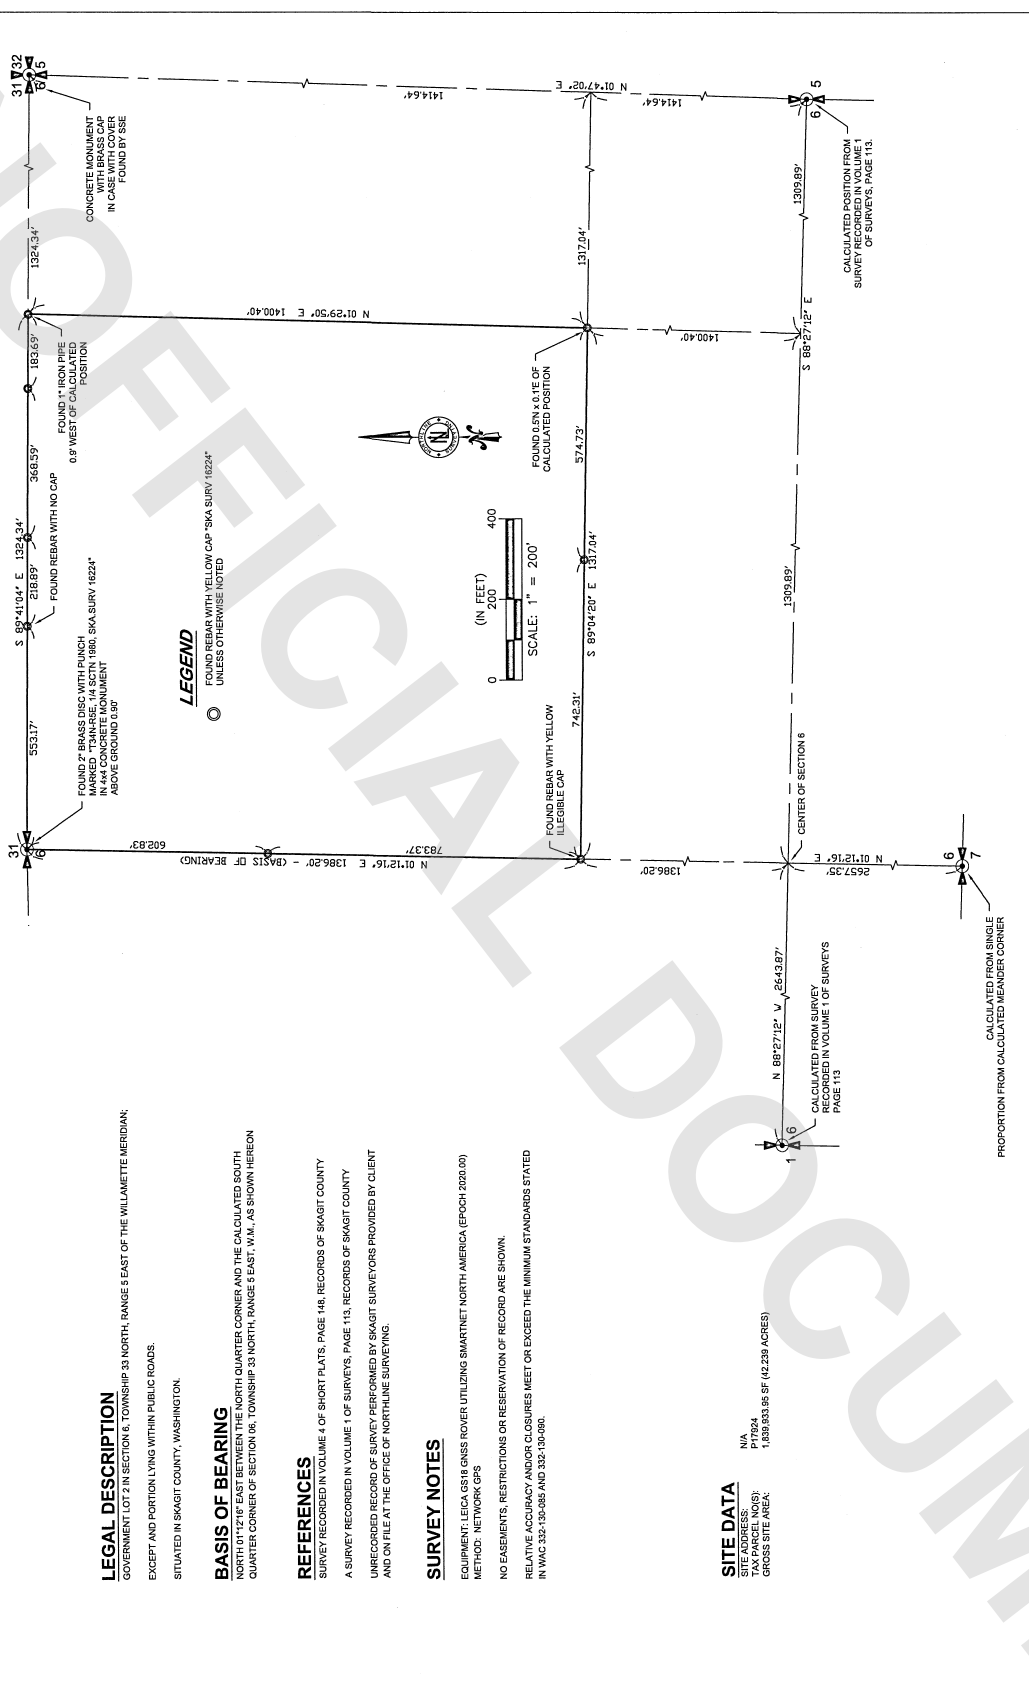 LEGAL DESCRIPTION
GOVERNMENT LOT 2 IN SECTION 6, TOWNSHIP 33 NORTH, RANGE 5 EAST OF THE WILLAMETTE MERIDIAN;
EXCEPT AND PORTION LYING WITHIN PUBLIC ROADS.
SITUATED IN SKAGIT COUNTY, WASHINGTON.
BASIS OF BEARING
NORTH 01°12'16" EAST BETWEEN THE NORTH QUARTER CORNER AND THE CALCULATED SOUTH
QUARTER CORNER OF SECTION 06, TOWNSHIP 33 NORTH, RANGE 5 EAST, W.M., AS SHOWN HEREON
REFERENCES
SURVEY RECORDED IN VOLUME 4 OF SHORT PLATS, PAGE 148, RECORDS OF SKAGIT COUNTY
A SURVEY RECORDED IN VOLUME 1 OF SURVEYS, PAGE 113, RECORDS OF SKAGIT COUNTY
UNRECORDED RECORD OF SURVEY PERFORMED BY SKAGIT SURVEYORS PROVIDED BY CLIENT
AND ON FILE AT THE OFFICE OF NORTHLINE SURVEYING.
SURVEY NOTES
EQUIPMENT: LEICA GS18 GNSS ROVER UTILIZING SMARTNET NORTH AMERICA (EPOCH 2020.00)
METHOD: NETWORK GPS
NO EASEMENTS, RESTRICTIONS OR RESERVATION OF RECORD ARE SHOWN.
RELATIVE ACCURACY AND/OR CLOSURES MEET OR EXCEED THE MINIMUM STANDARDS STATED
IN WAC 332-130-085 AND 332-130-090.
SITE DATA
SITE ADDRESS: N/A
TAX PARCEL NO(S): P17924
GROSS SITE AREA: 1,839,933.95 SF (42.239 ACRES)
31
6
553.17'
218.89'
368.59'
183.69'
S 89°41'04" E 1324.34'
1324.34'
31 32
6 5
FOUND 2" BRASS DISC WITH PUNCH
MARKED "T34N-R5E, 1/4 SCTN 1980, SKA.SURV 16224"
IN 4x4 CONCRETE MONUMENT
ABOVE GROUND 0.90'
FOUND REBAR WITH NO CAP
FOUND 1" IRON PIPE
0.9' WEST OF CALCULATED
POSITION
CONCRETE MONUMENT
WITH BRASS CAP
IN CASE WITH COVER
FOUND BY SSE
602.83'
783.37'
N 01°12'16" E 1386.20' - (BASIS OF BEARING)
LEGEND
FOUND REBAR WITH YELLOW CAP "SKA SURV 16224"
UNLESS OTHERWISE NOTED
N 01°29'50" E 1400.40'
1414.64'
N 01°47'02" E
1414.64'
N
(IN FEET)
0 200 400
SCALE: 1" = 200'
FOUND REBAR WITH YELLOW
ILLEGIBLE CAP
FOUND 0.5'N x 0.1'E OF
CALCULATED POSITION
742.31'
574.73'
1317.04'
S 89°04'20" E 1317.04'
1386.20'
1400.40'
CENTER OF SECTION 6
1309.89'
S 88°27'12" E
1309.89'
6 5
CALCULATED POSITION FROM
SURVEY RECORDED IN VOLUME 1
OF SURVEYS, PAGE 113.
N 88°27'12" W 2643.87'
1 6
CALCULATED FROM SURVEY
RECORDED IN VOLUME 1 OF SURVEYS
PAGE 113
N 01°12'16" E
2657.35'
6
7
CALCULATED FROM SINGLE
PROPORTION FROM CALCULATED MEANDER CORNER
OFFICIAL DOCUM